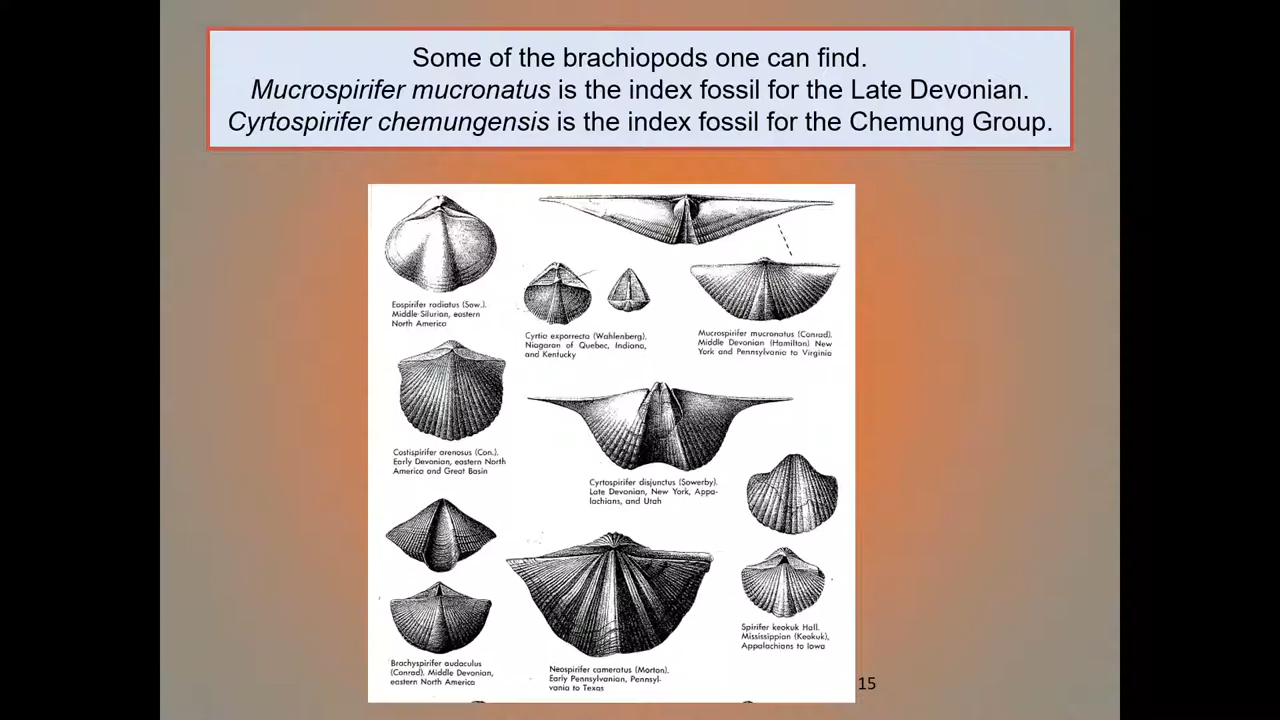 Some of the brachiopods one can find.
Mucrospirifer mucronatus is the index fossil for the Late Devonian.
Cyrtospirifer chemungensis is the index fossil for the Chemung Group.
Eospirifer radiatus (Sow.).
Middle Silurian, eastern
North America
Cyrtia exporrecta (Wahlenberg).
Niagaran of Quebec, Indiana,
and Kentucky
Mucrospirifer mucronatus (Conrad).
Middle Devonian (Hamilton) New
York and Pennsylvania to Virginia
Costispirifer arenosus (Con.).
Early Devonian, eastern North
America and Great Basin
Cyrtospirifer disjunctus (Sowerby).
Late Devonian, New York, Appa-
lachians, and Utah
Brachyspirifer audaculus
(Conrad). Middle Devonian,
eastern North America
Neospirifer cameratus (Morton).
Early Pennsylvanian, Pennsyl-
vania to Texas
Spirifer keokuk Hall.
Mississippian (Keokuk),
Appalachians to Iowa
15